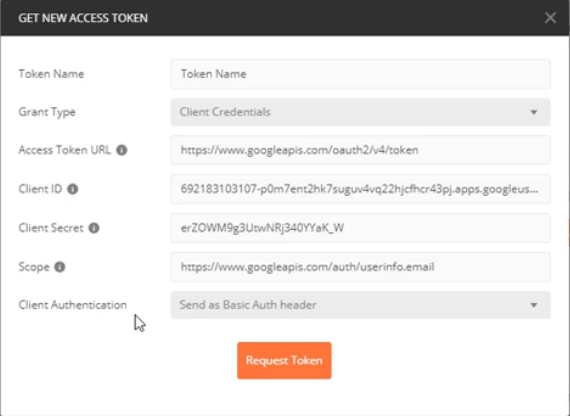 GET NEW ACCESS TOKEN
Token Name Token Name
Grant Type Client Credentials
Access Token URL https://www.googleapis.com/oauth2/v4/token
Client ID 692183103107-p0m7ent2hk7suguv4vq22hjcfhcr43pj.apps.googleus...
Client Secret erZOWM9g3UtwNRj340YYaK_W
Scope https://www.googleapis.com/auth/userinfo.email
Client Authentication Send as Basic Auth header
Request Token